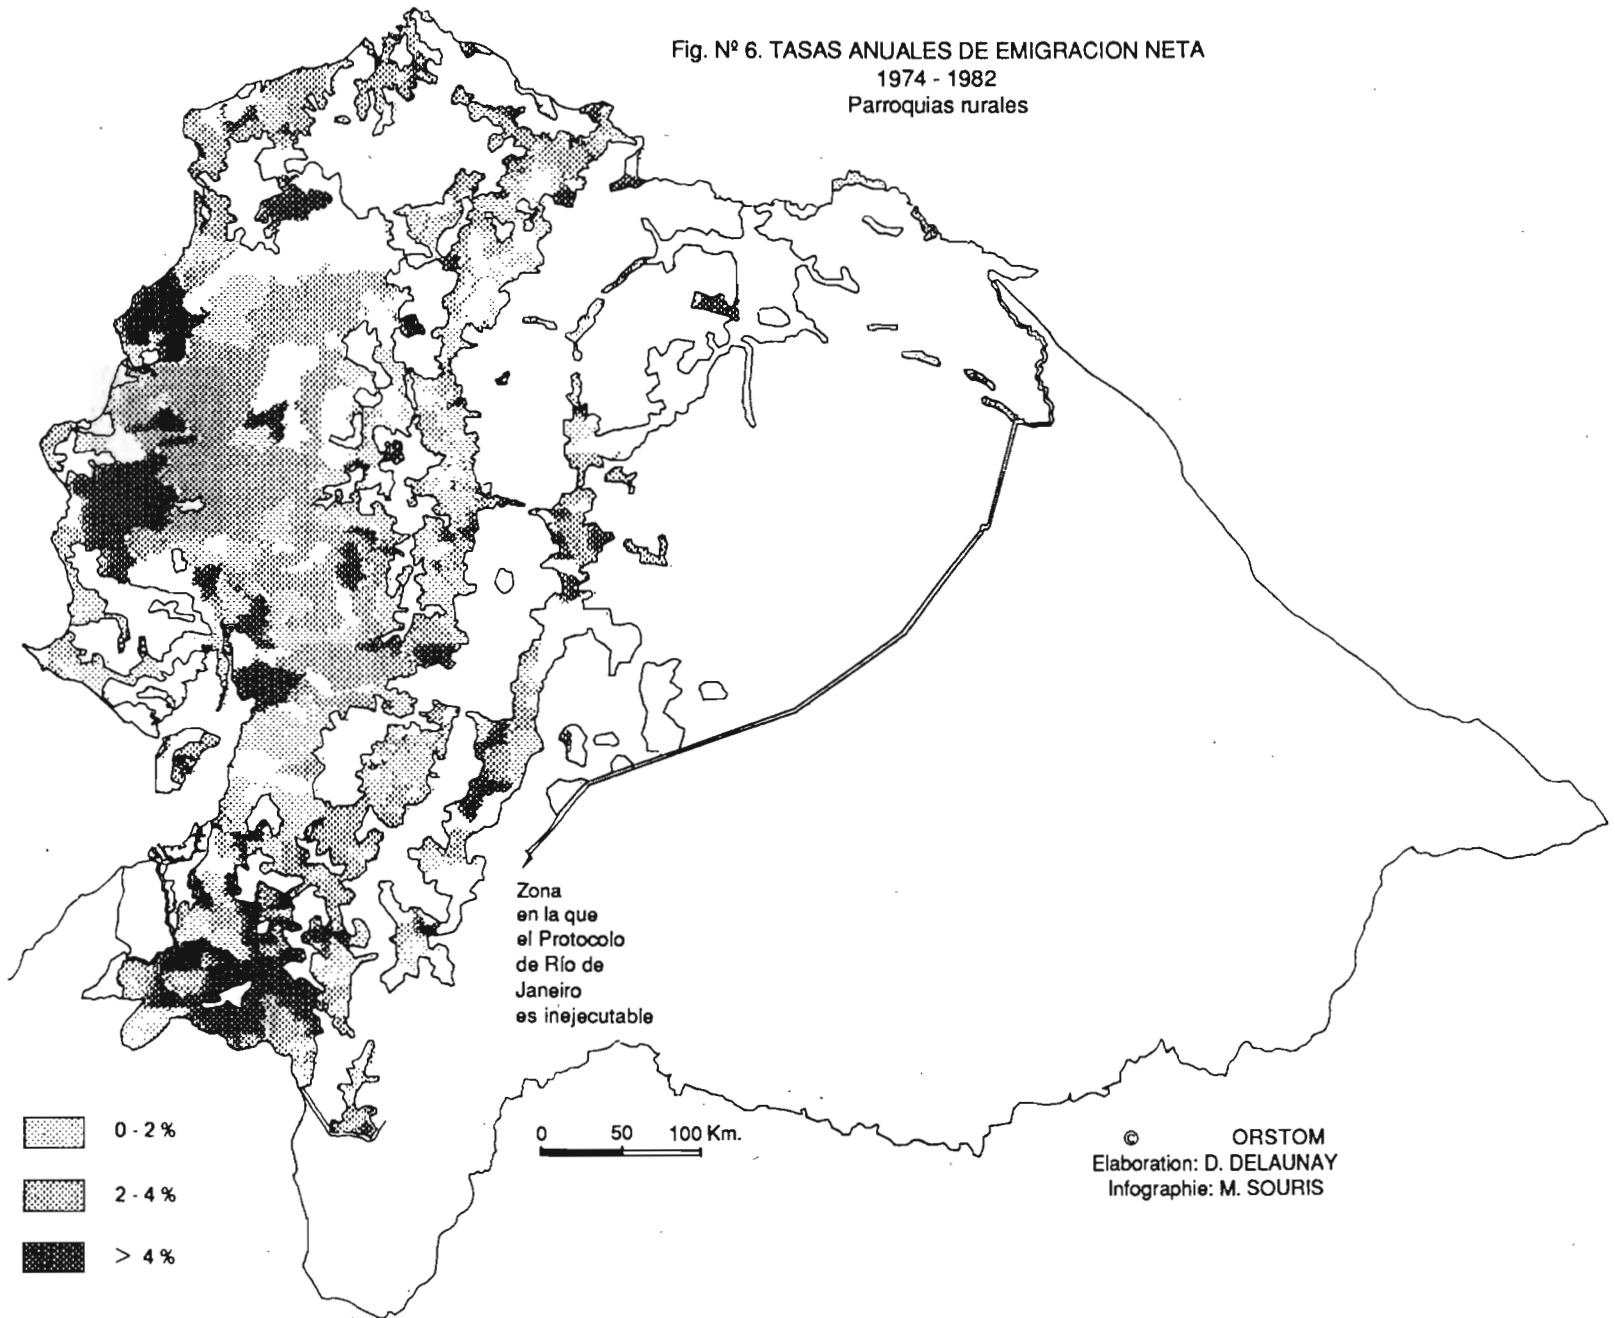 Fig. Nº 6. TASAS ANUALES DE EMIGRACION NETA
1974 - 1982
Parroquias rurales
Zona
en la que
el Protocolo
de Río de
Janeiro
es inejecutable
0 - 2 %
2 - 4 %
> 4 %
0 50 100 Km.
© ORSTOM
Elaboration: D. DELAUNAY
Infographie: M. SOURIS